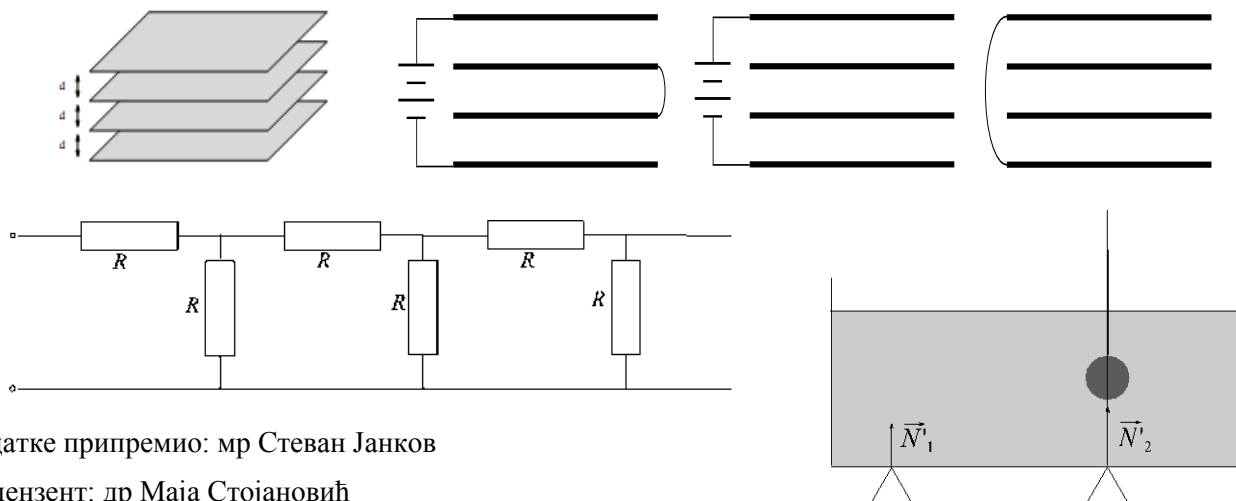 d
d
d
R R R
R R R
датке припремио: мр Стеван Јанков
цензент: др Маја Стојановић
N'1 N'2